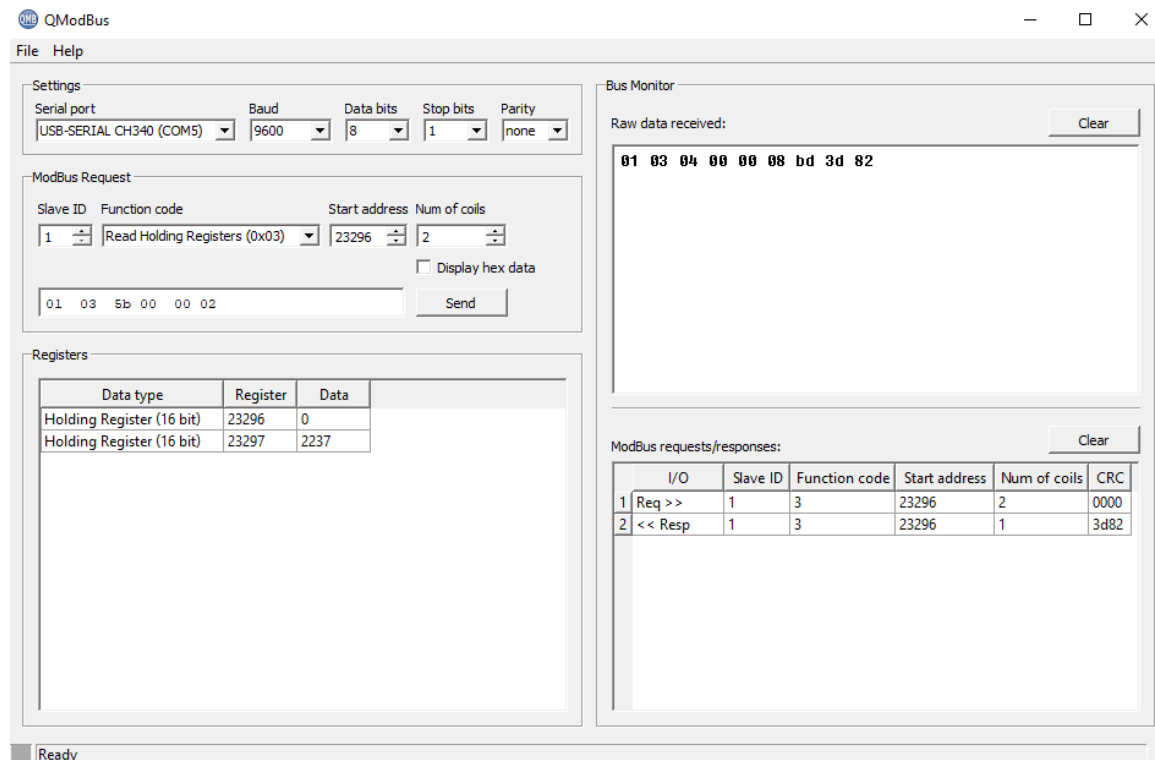 QMB QModBus
File Help
Settings
Serial port Baud Data bits Stop bits Parity
USB-SERIAL CH340 (COM5) 9600 8 1 none
ModBus Request
Slave ID Function code Start address Num of coils
1 Read Holding Registers (0x03) 23296 2
Display hex data
01 03 5b 00 00 02 Send
Registers
Data type Register Data
Holding Register (16 bit) 23296 0
Holding Register (16 bit) 23297 2237
Bus Monitor
Raw data received: Clear
01 03 04 00 00 08 bd 3d 82
ModBus requests/responses: Clear
I/O Slave ID Function code Start address Num of coils CRC
1 Req >> 1 3 23296 2 0000
2 << Resp 1 3 23296 1 3d82
Ready